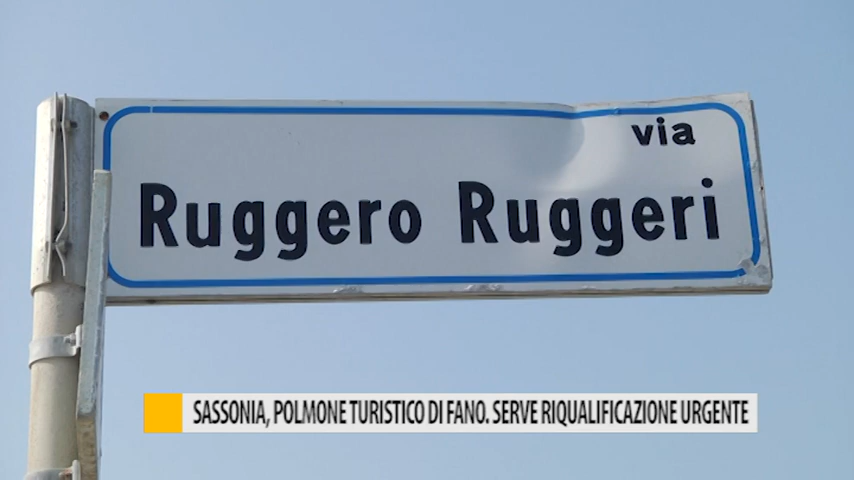 via
Ruggero Ruggeri
SASSONIA, POLMONE TURISTICO DI FANO. SERVE RIQUALIFICAZIONE URGENTE